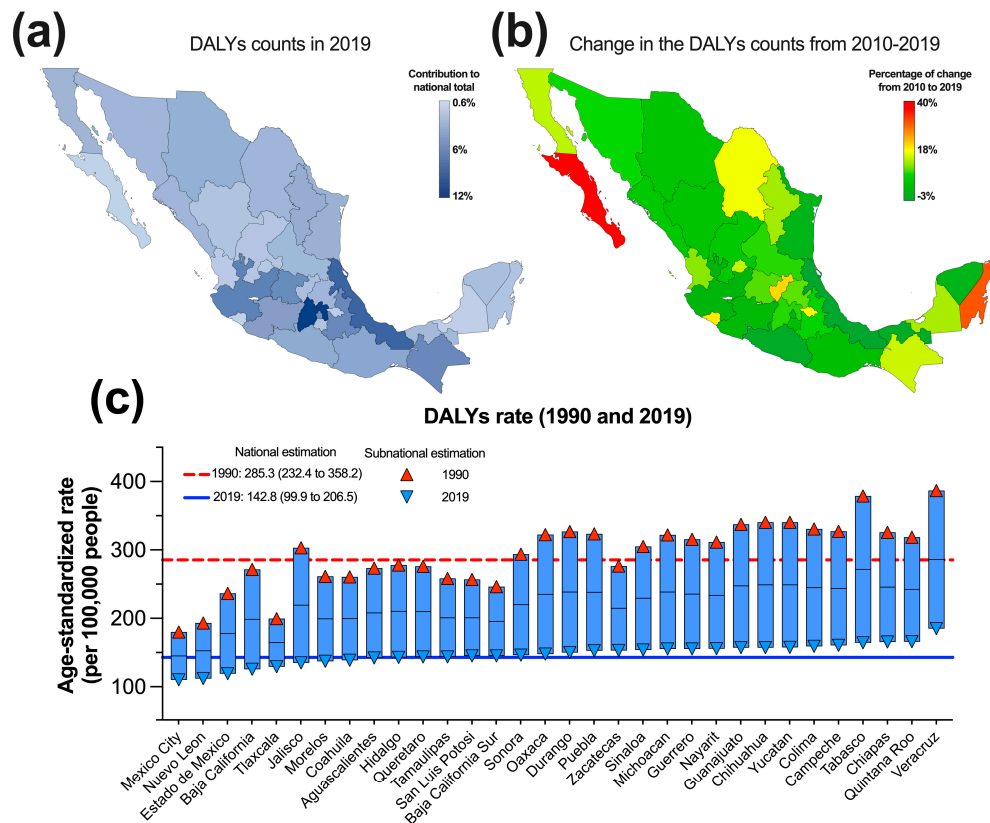 (a)
DALYs counts in 2019
Contribution to
national total
0.6%
6%
12%
(b)
Change in the DALYs counts from 2010-2019
Percentage of change
from 2010 to 2019
40%
18%
-3%
(c)
DALYs rate (1990 and 2019)
National estimation
1990: 285.3 (232.4 to 358.2)
2019: 142.8 (99.9 to 206.5)
Subnational estimation
1990
2019
Age-standardized rate
(per 100,000 people)
400
300
200
100
Mexico City
Nuevo Leon
Estado de Mexico
Baja California
Tlaxcala
Jalisco
Morelos
Coahuila
Aguascalientes
Hidalgo
Queretaro
Tamaulipas
San Luis Potosi
Baja California Sur
Sonora
Oaxaca
Durango
Puebla
Zacatecas
Sinaloa
Michoacan
Guerrero
Nayarit
Guanajuato
Chihuahua
Yucatan
Colima
Campeche
Tabasco
Chiapas
Quintana Roo
Veracruz